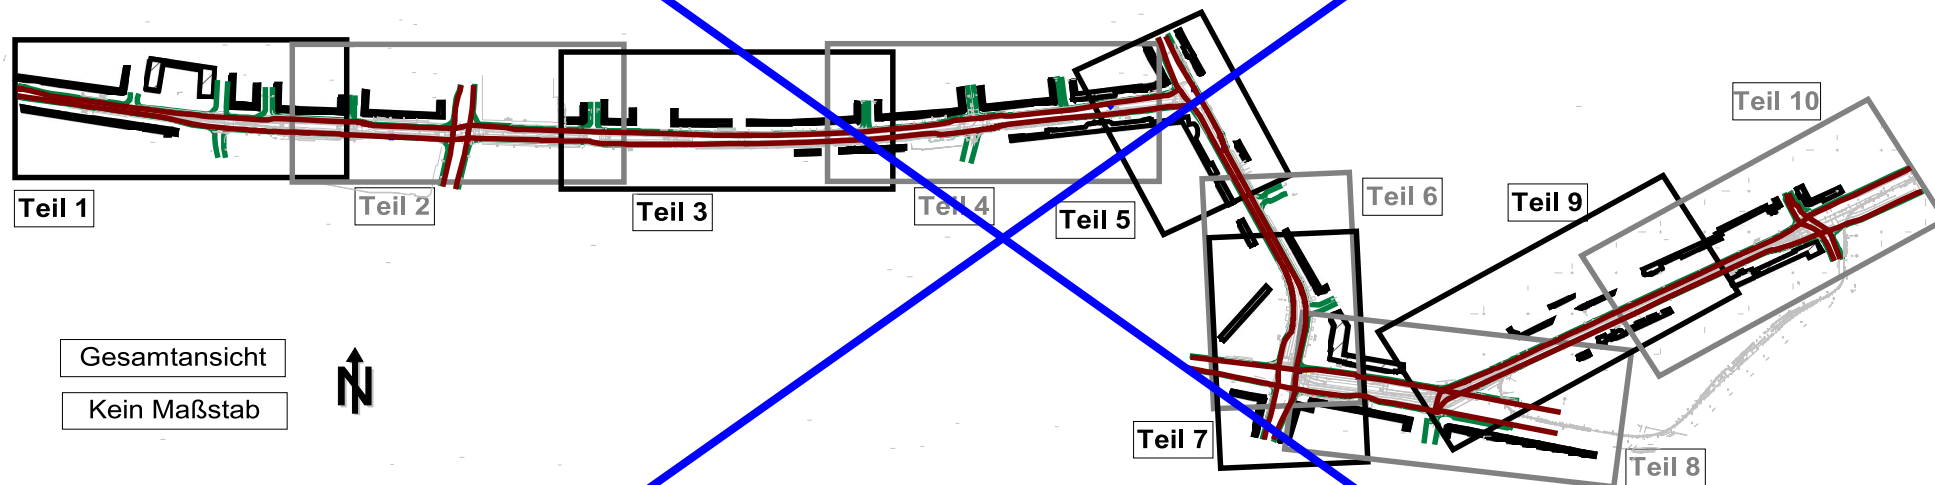 Teil 1
Teil 2
Teil 3
Teil 4
Teil 5
Teil 6
Teil 7
Teil 8
Teil 9
Teil 10
Gesamtansicht
Kein Maßstab
N